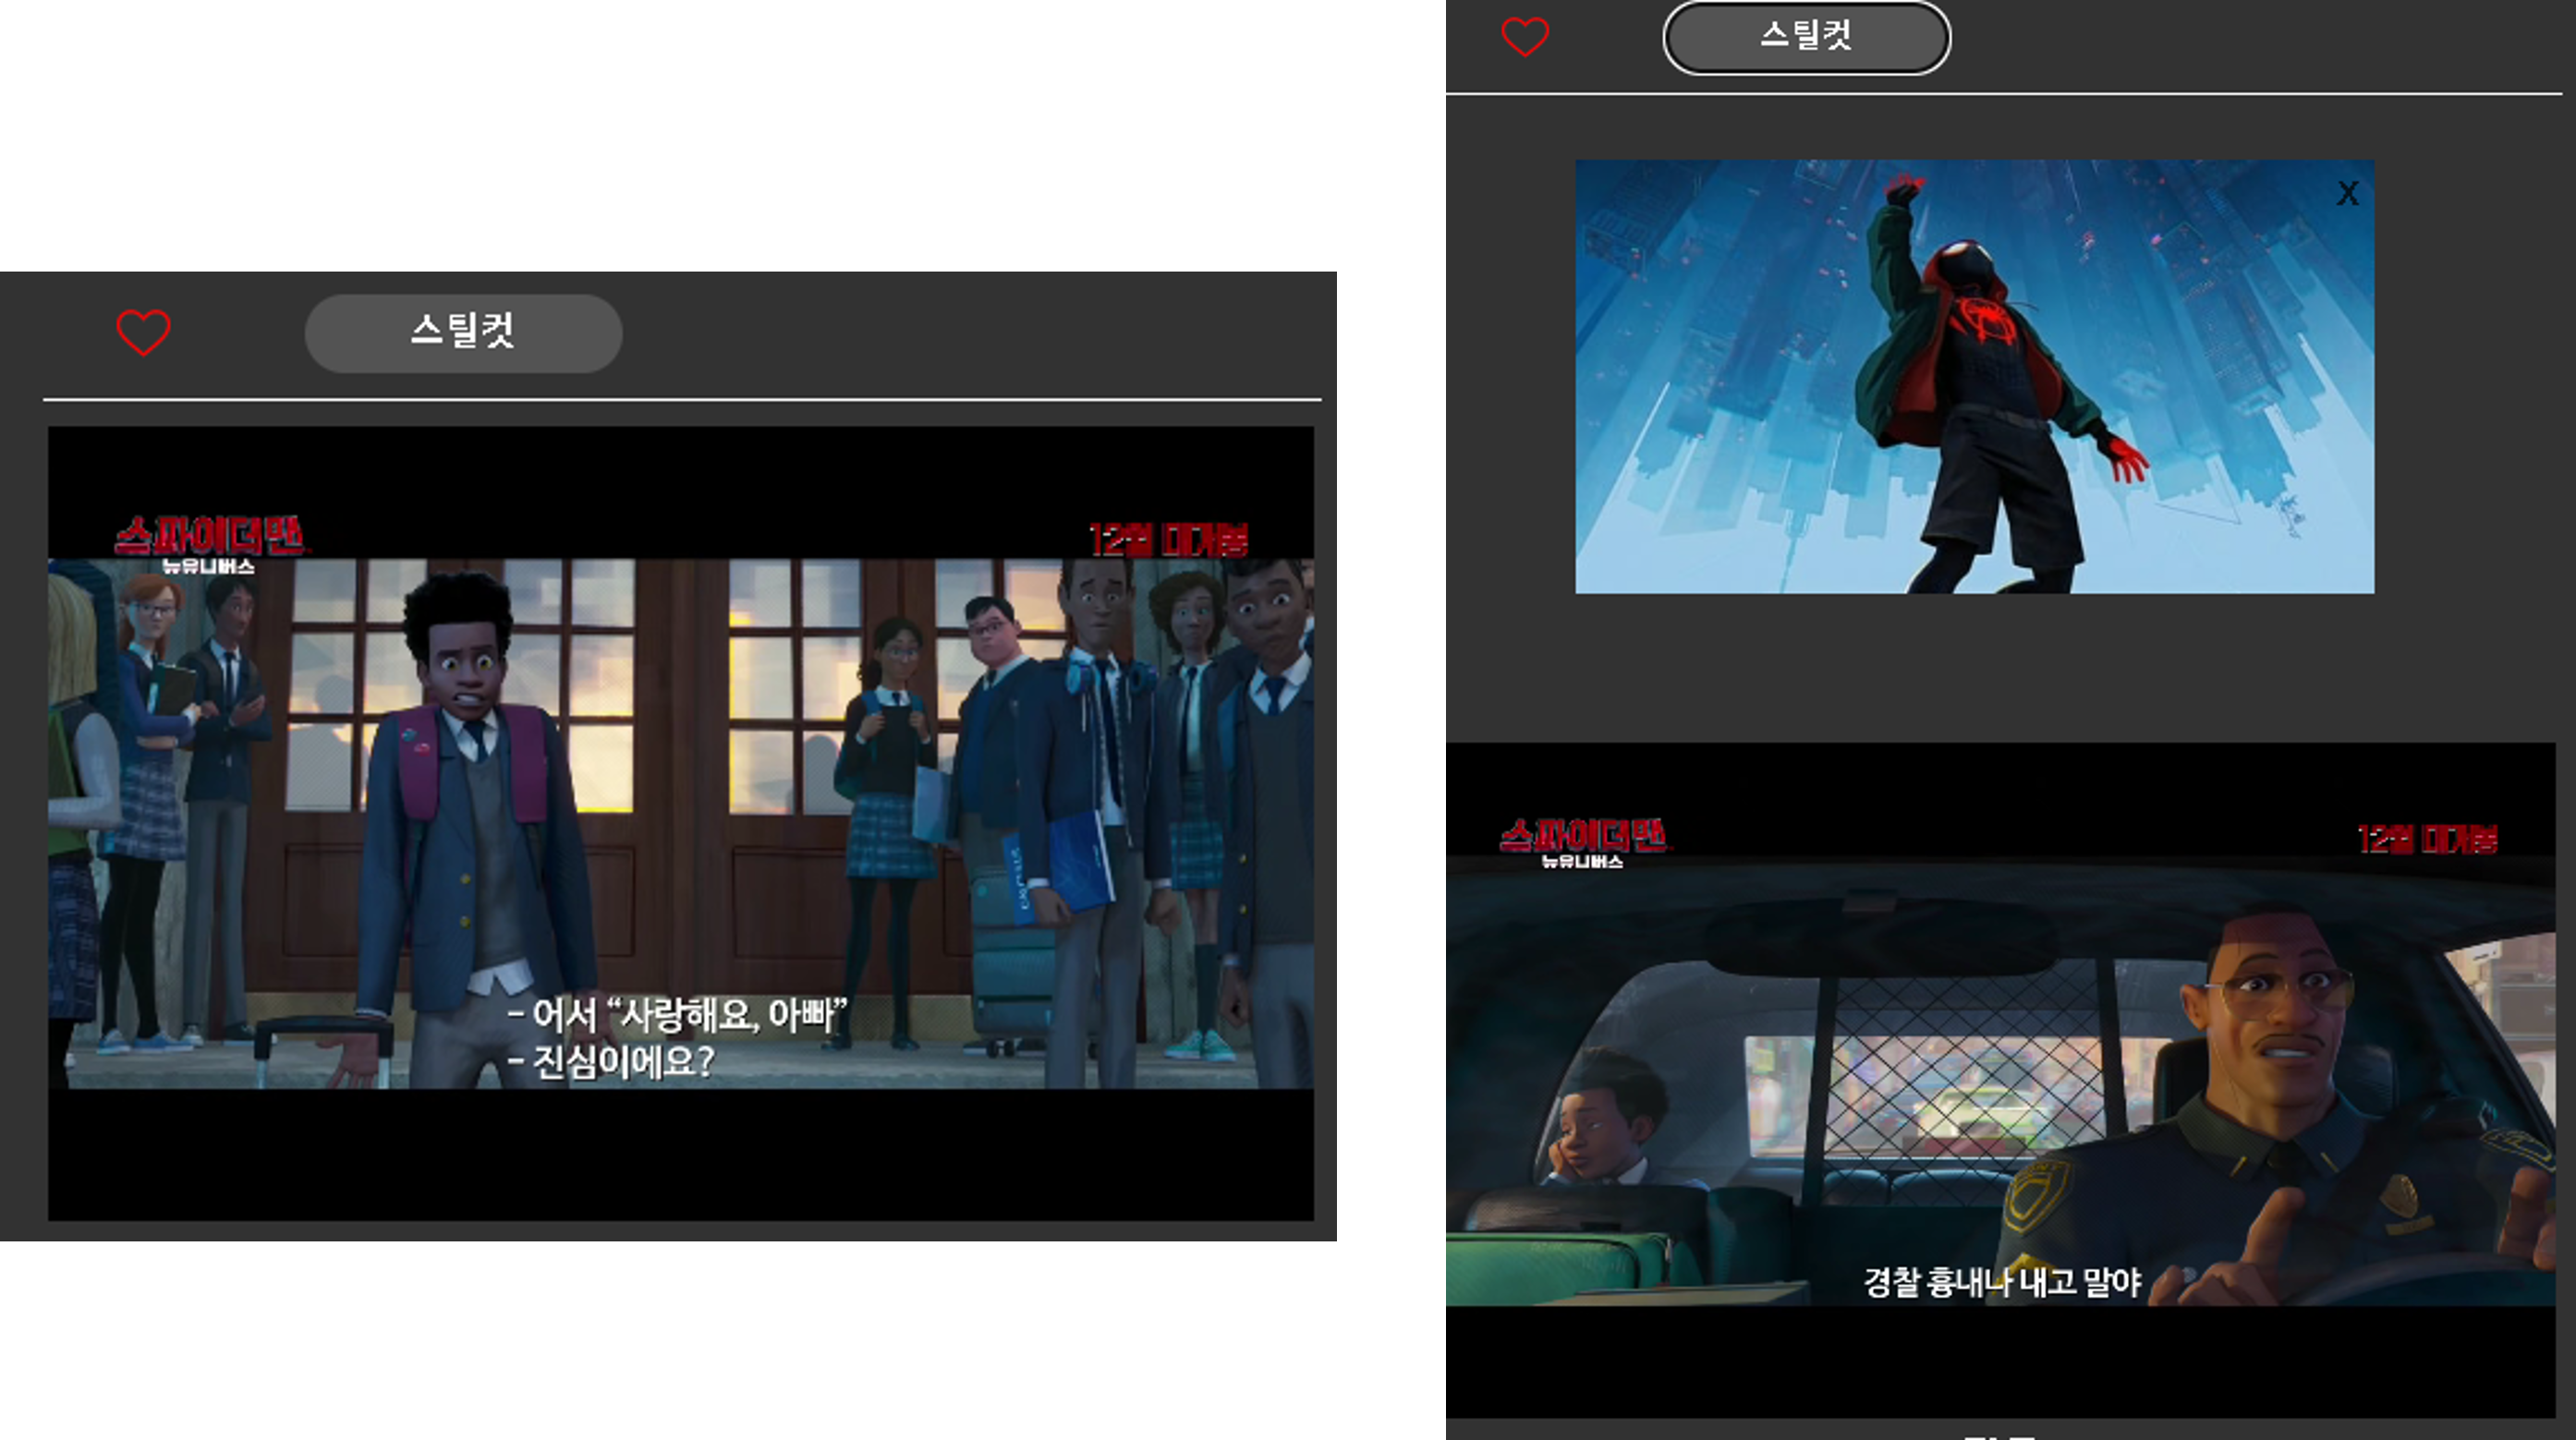 스틸컷
스파이더맨
뉴유니버스
12월 대개봉
- 어서 “사랑해요, 아빠”
- 진심이에요?
스틸컷
X
스파이더맨
뉴유니버스
12월 대개봉
경찰 흉내나 내고 말야